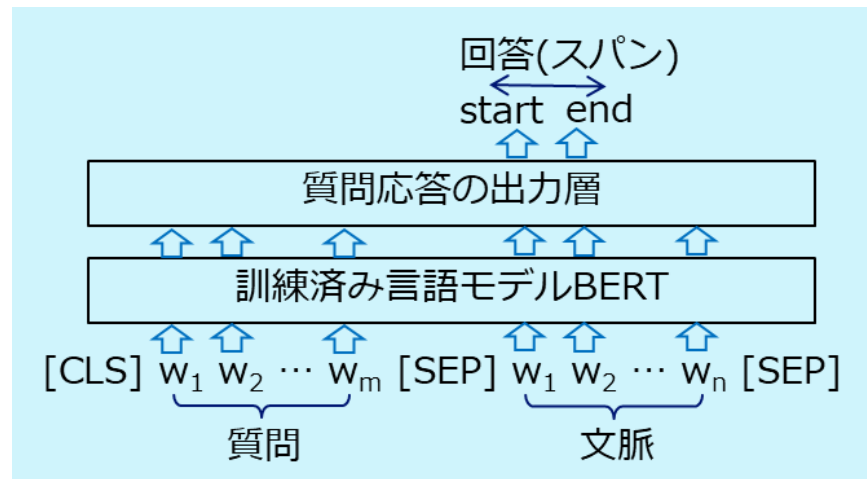 回答(スパン)
start end
質問応答の出力層
訓練済み言語モデルBERT
[CLS] w₁ w₂ … wₘ [SEP] w₁ w₂ … wₙ [SEP]
質問 文脈